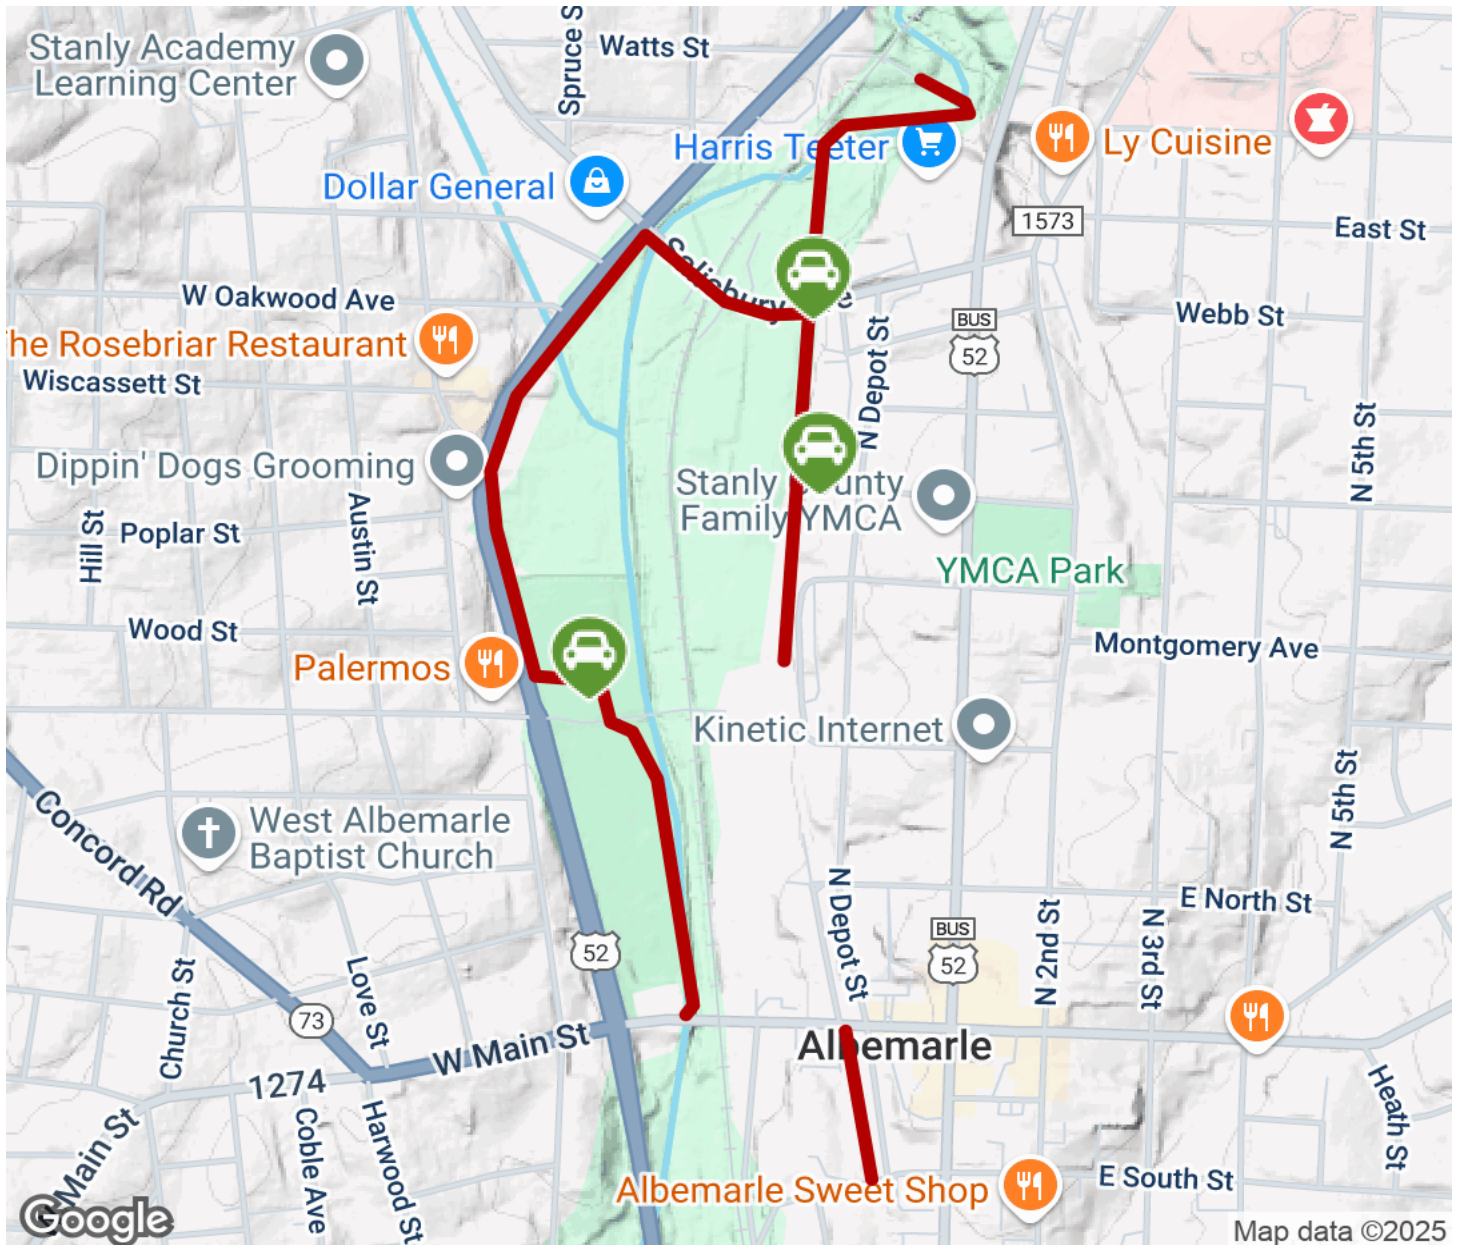 Stanly Academy
Learning Center
Watts St
Spruce S
Harris Teeter
Ly Cuisine
Dollar General
1573
East St
Salisbury
W Oakwood Ave
BUS
52
Webb St
he Rosebriar Restaurant
N Depot St
Wiscassett St
N 5th St
Dippin' Dogs Grooming
Stanly County
Family YMCA
Austin St
Hill St
Poplar St
YMCA Park
Wood St
Montgomery Ave
Palermos
Kinetic Internet
N 5th St
Concord Rd
West Albemarle
Baptist Church
N Depot St
E North St
BUS
52
N 2nd St
N 3rd St
52
Love St
Church St
73
W Main St
Albemarle
1274
Heath St
Coble Ave
Harwood St
Main St
E South St
Albemarle Sweet Shop
Google
Map data ©2025